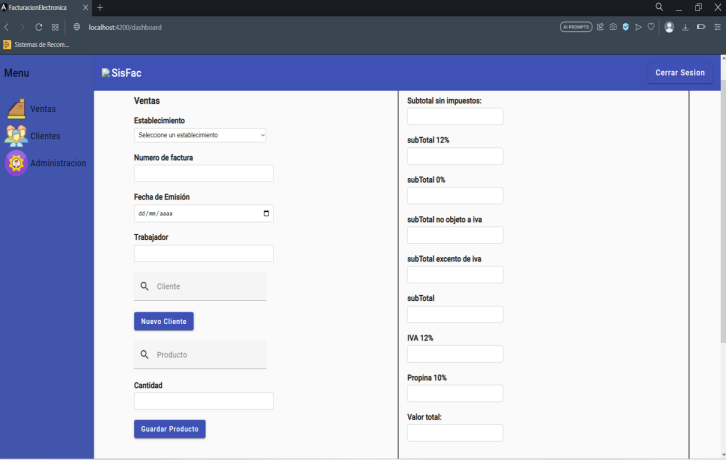 FacturacionElectronica
localhost:4200/dashboard
AI PROMPTS
Sistemas de Recom...
Menu
SisFac
Cerrar Sesion
Ventas
Clientes
Administracion
Ventas
Establecimiento
Seleccione un establecimiento
Numero de factura
Fecha de Emisión
dd/mm/aaaa
Trabajador
Cliente
Nuevo Cliente
Producto
Cantidad
Guardar Producto
Subtotal sin impuestos:
subTotal 12%
subTotal 0%
subTotal no objeto a iva
subTotal excento de iva
subTotal
IVA 12%
Propina 10%
Valor total: